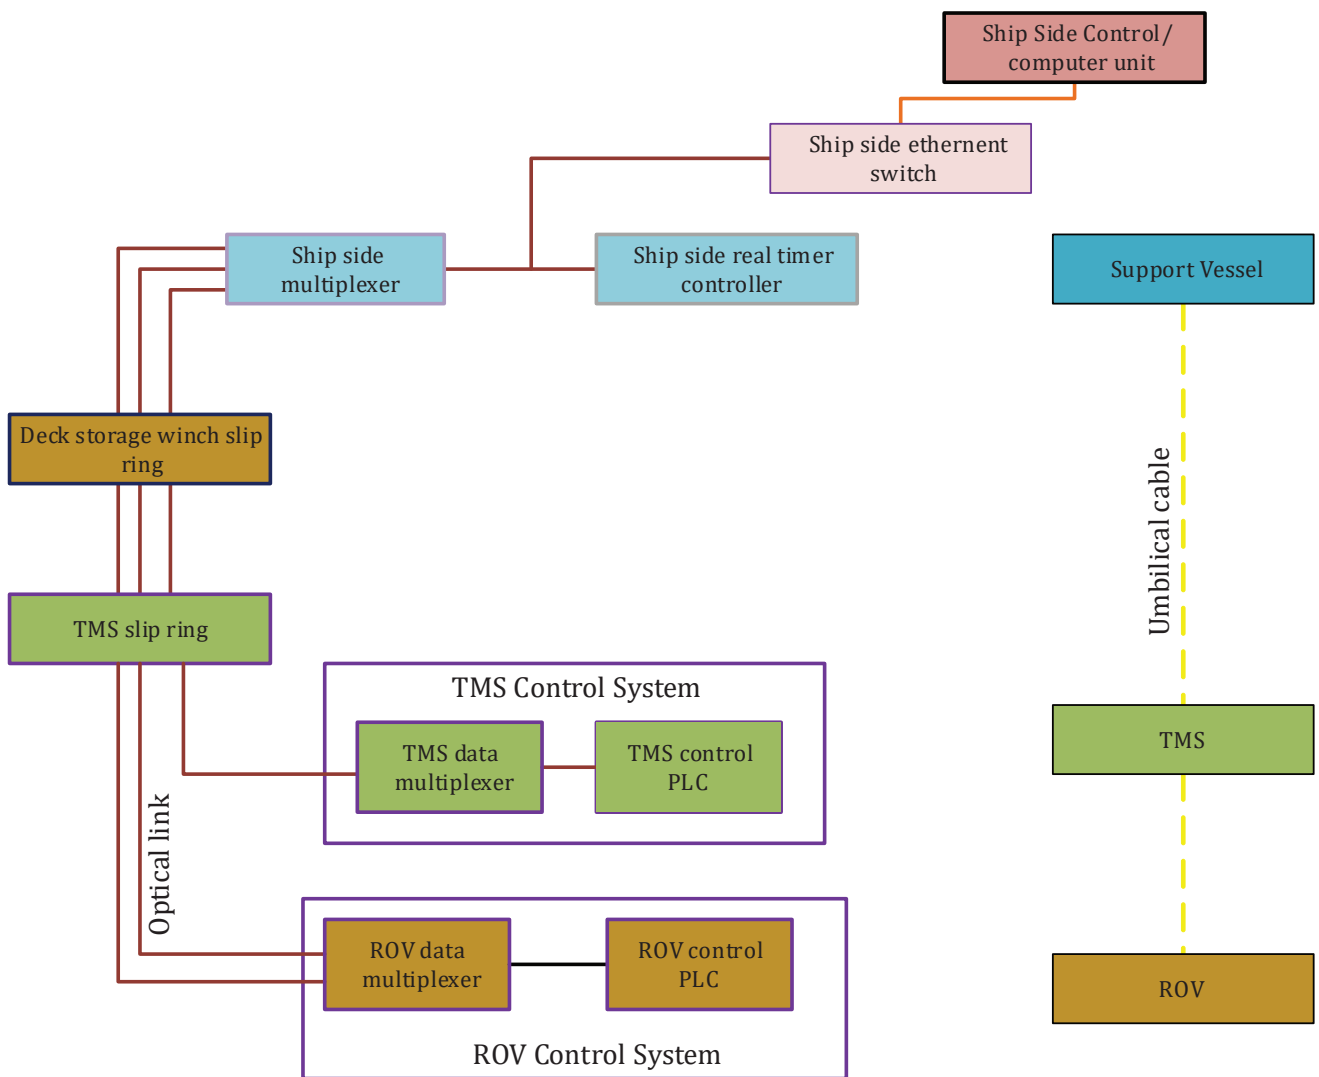 Ship Side Control/
computer unit
Ship side ethernent
switch
Ship side
multiplexer
Ship side real timer
controller
Support Vessel
Deck storage winch slip
ring
Umbilical cable
TMS slip ring
TMS Control System
TMS data
multiplexer
TMS control
PLC
TMS
Optical link
ROV data
multiplexer
ROV control
PLC
ROV
ROV Control System